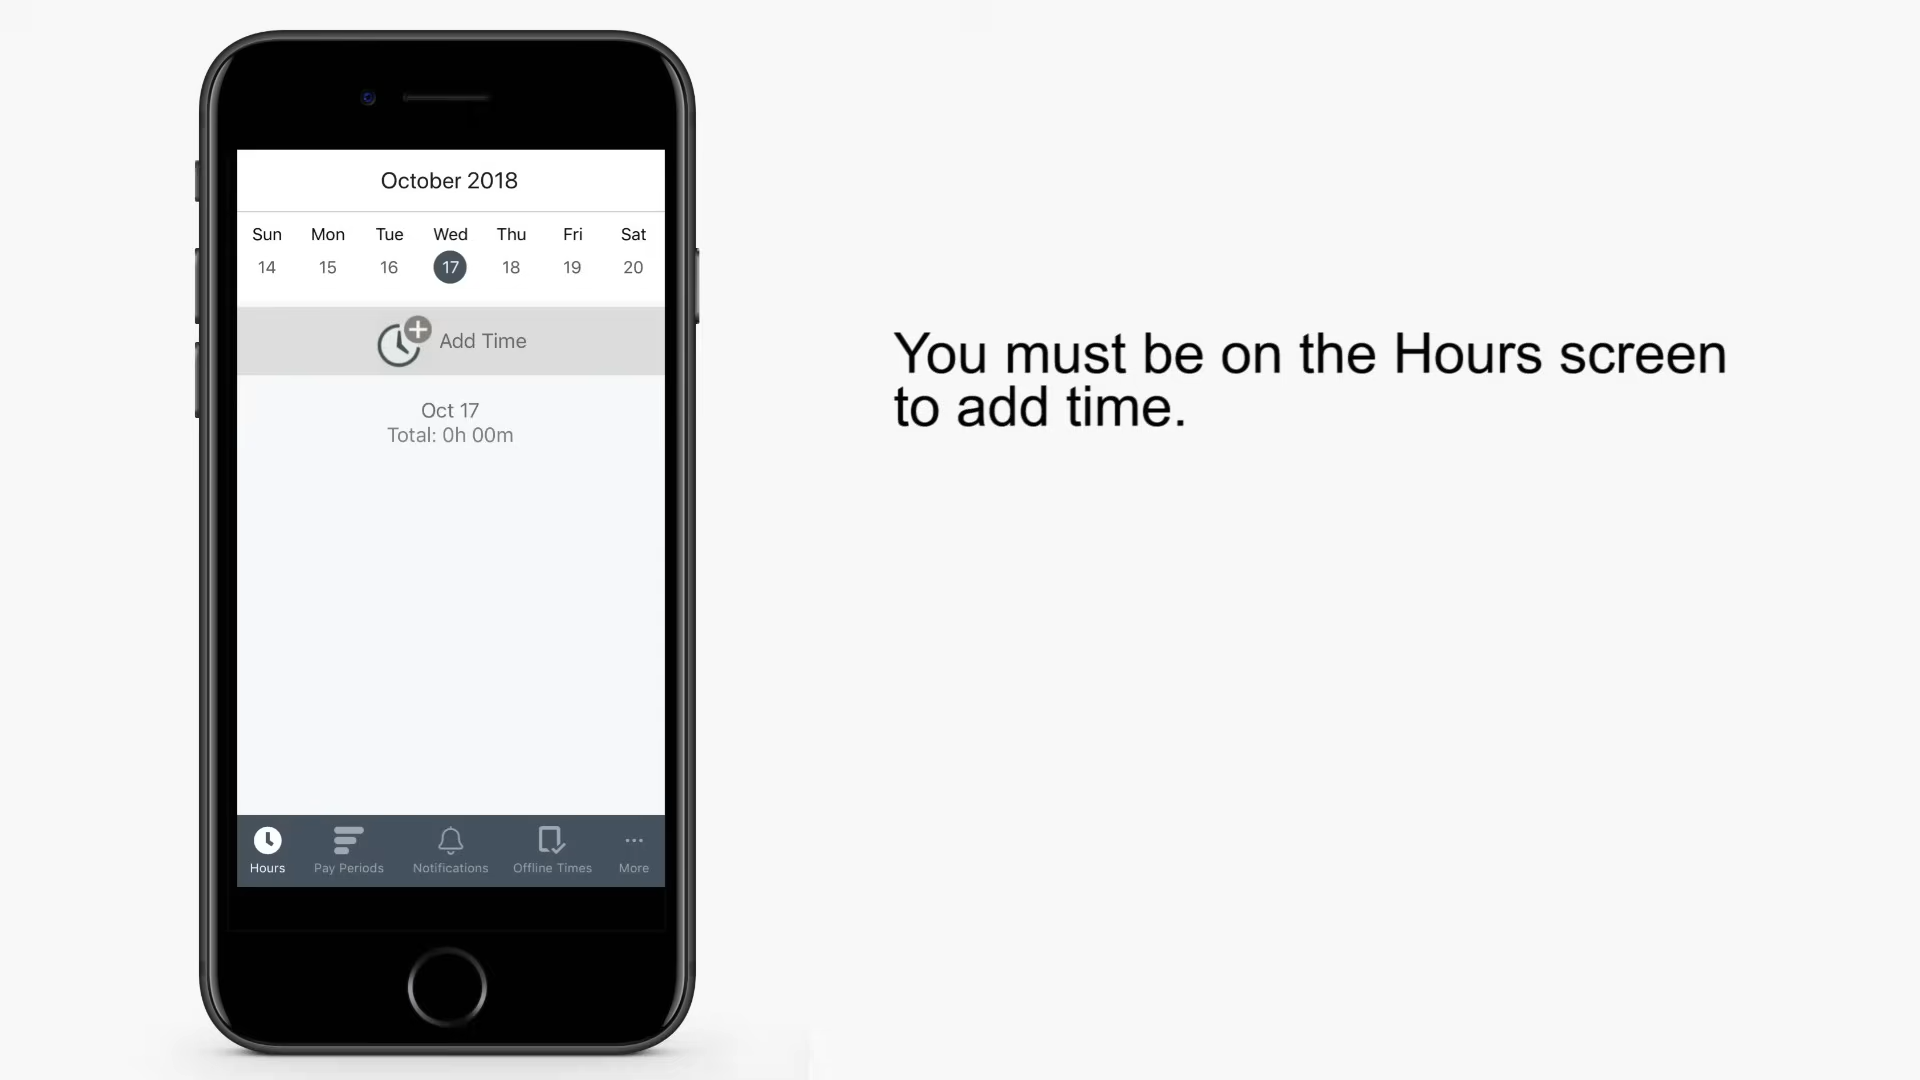 October 2018
Sun Mon Tue Wed Thu Fri Sat
14 15 16 17 18 19 20
Add Time
Oct 17
Total: 0h 00m
Hours Pay Periods Notifications Offline Times More
You must be on the Hours screen
to add time.